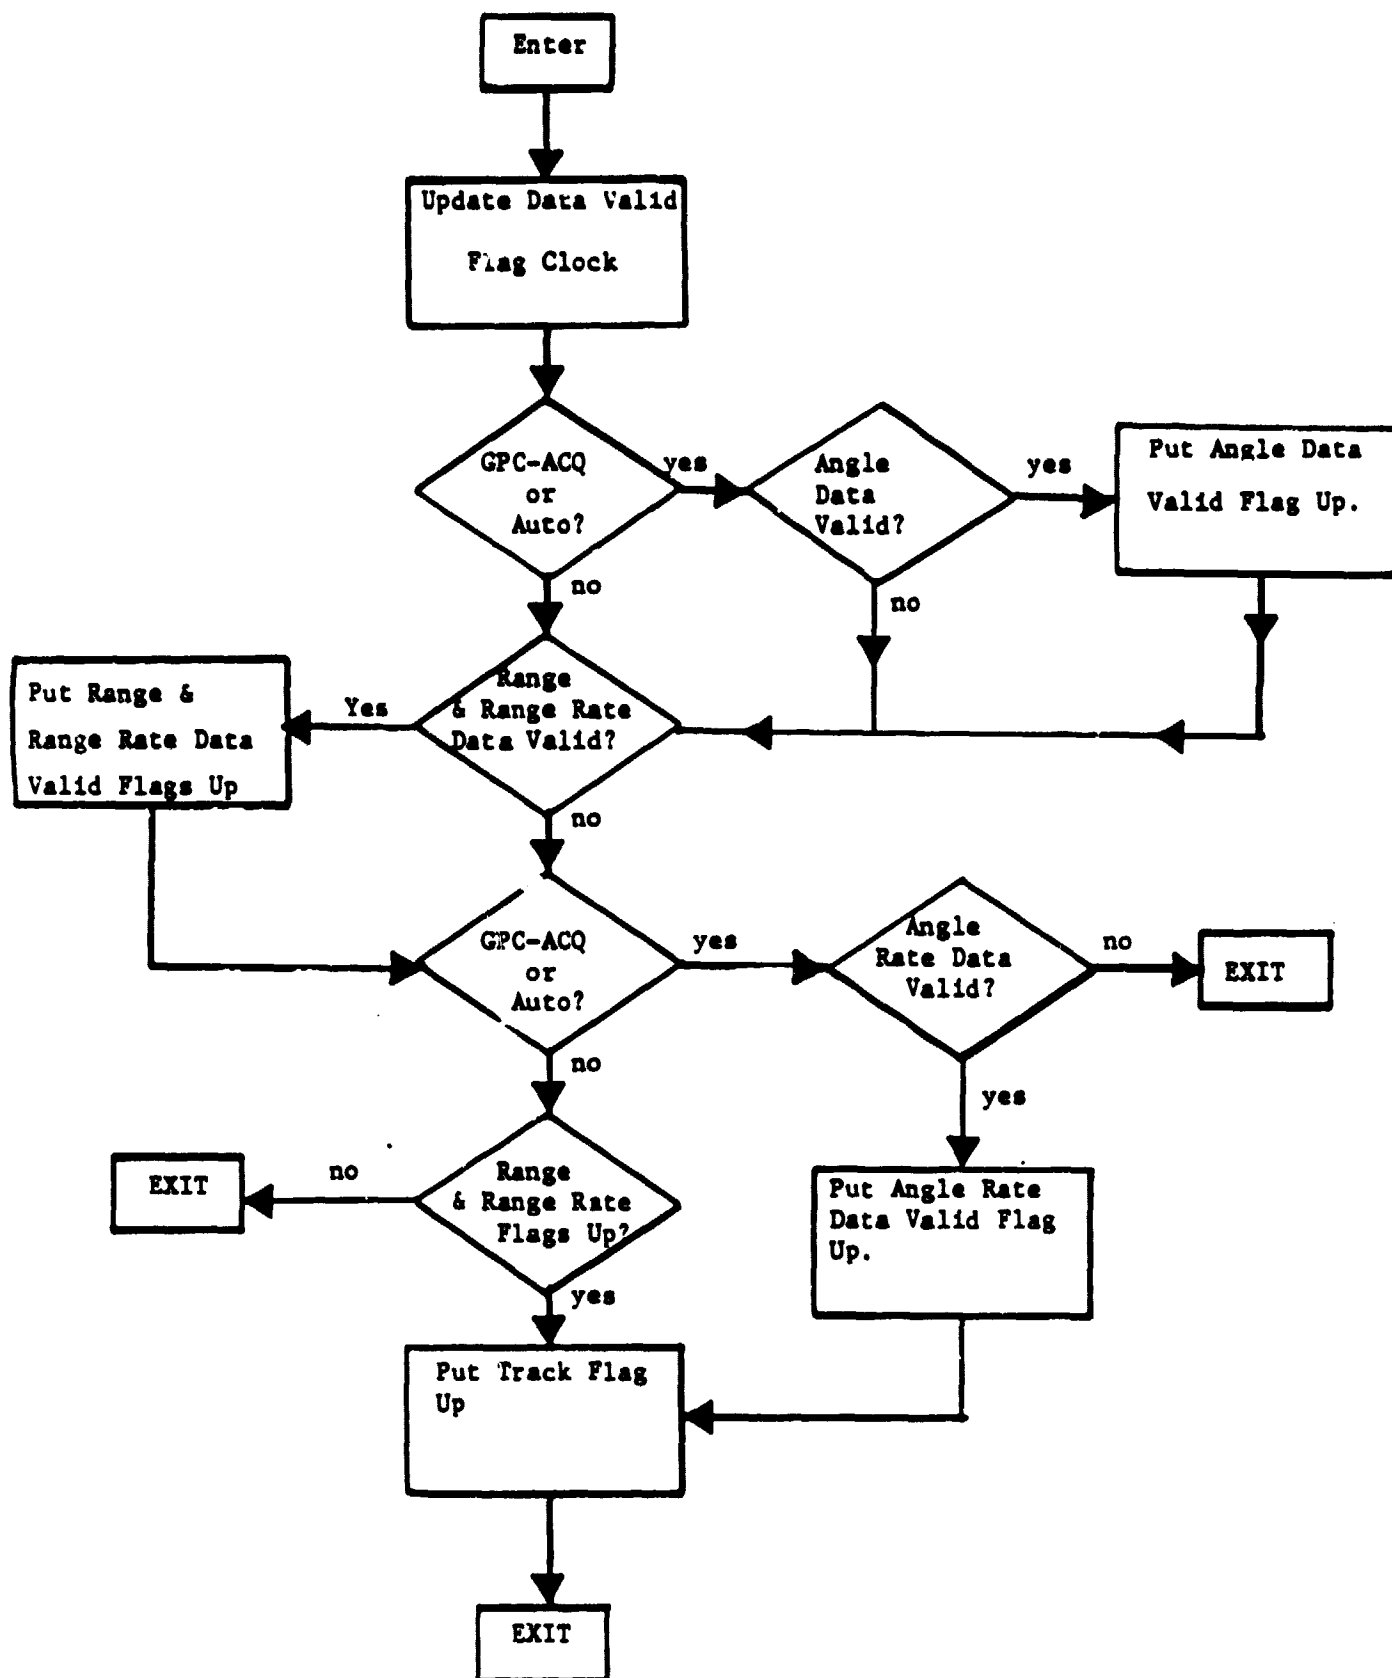 Enter
Update Data Valid
Flag Clock
GPC-ACQ
or
Auto?
yes
Angle
Data
Valid?
yes
Put Angle Data
Valid Flag Up.
no
no
Put Range &
Range Rate Data
Valid Flags Up
Yes
Range
& Range Rate
Data Valid?
no
GPC-ACQ
or
Auto?
yes
Angle
Rate Data
Valid?
no
EXIT
no
yes
EXIT
no
Range
& Range Rate
Flags Up?
Put Angle Rate
Data Valid Flag
Up.
yes
Put Track Flag
Up
EXIT